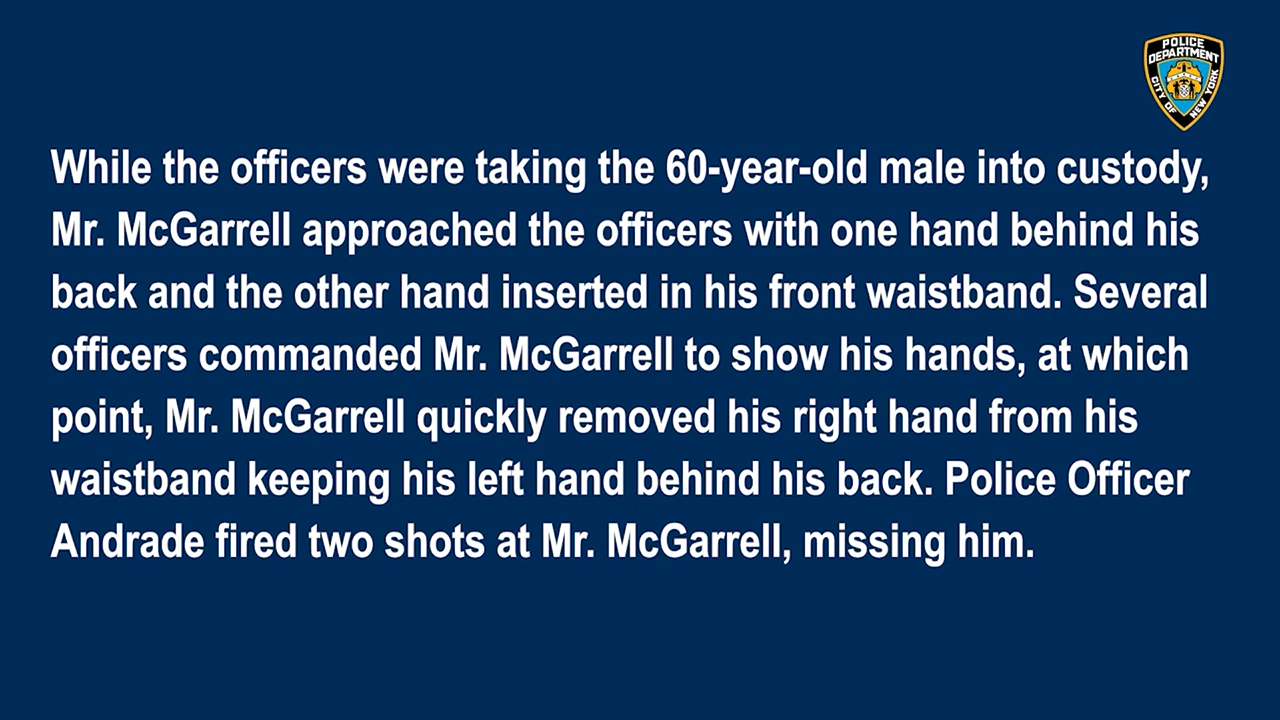 POLICE
DEPARTMENT
CITY OF NEW YORK
While the officers were taking the 60-year-old male into custody,
Mr. McGarrell approached the officers with one hand behind his
back and the other hand inserted in his front waistband. Several
officers commanded Mr. McGarrell to show his hands, at which
point, Mr. McGarrell quickly removed his right hand from his
waistband keeping his left hand behind his back. Police Officer
Andrade fired two shots at Mr. McGarrell, missing him.